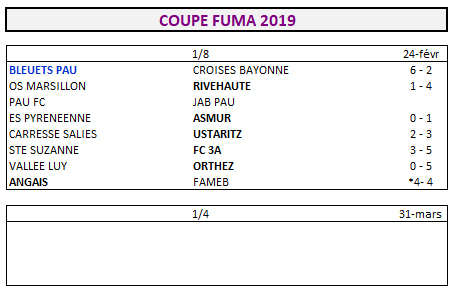 COUPE FUMA 2019
1/8 24-févr
BLEUETS PAU CROISES BAYONNE 6 - 2
OS MARSILLON RIVEHAUTE 1 - 4
PAU FC JAB PAU
ES PYRENEENNE ASMUR 0 - 1
CARRESSE SALIES USTARITZ 2 - 3
STE SUZANNE FC 3A 3 - 5
VALLEE LUY ORTHEZ 0 - 5
ANGAIS FAMEB *4- 4
1/4 31-mars